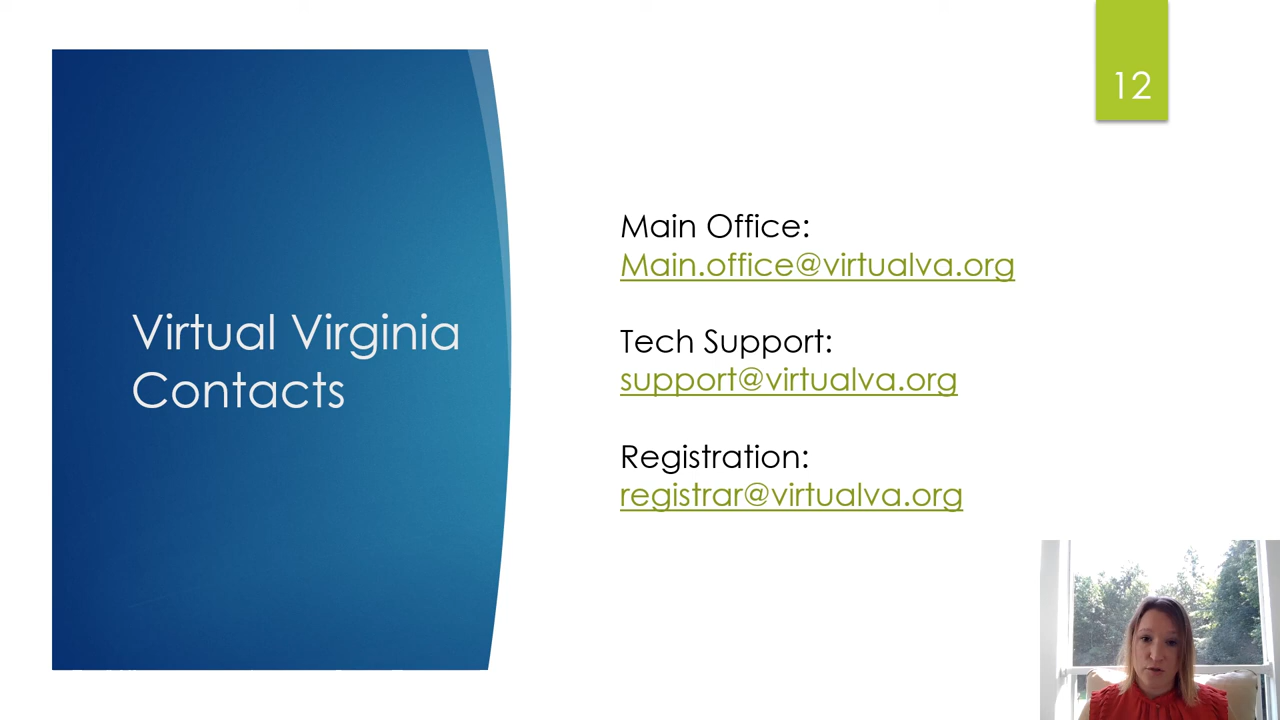 12
Virtual Virginia
Contacts
Main Office:
Main.office@virtualva.org
Tech Support:
support@virtualva.org
Registration:
registrar@virtualva.org